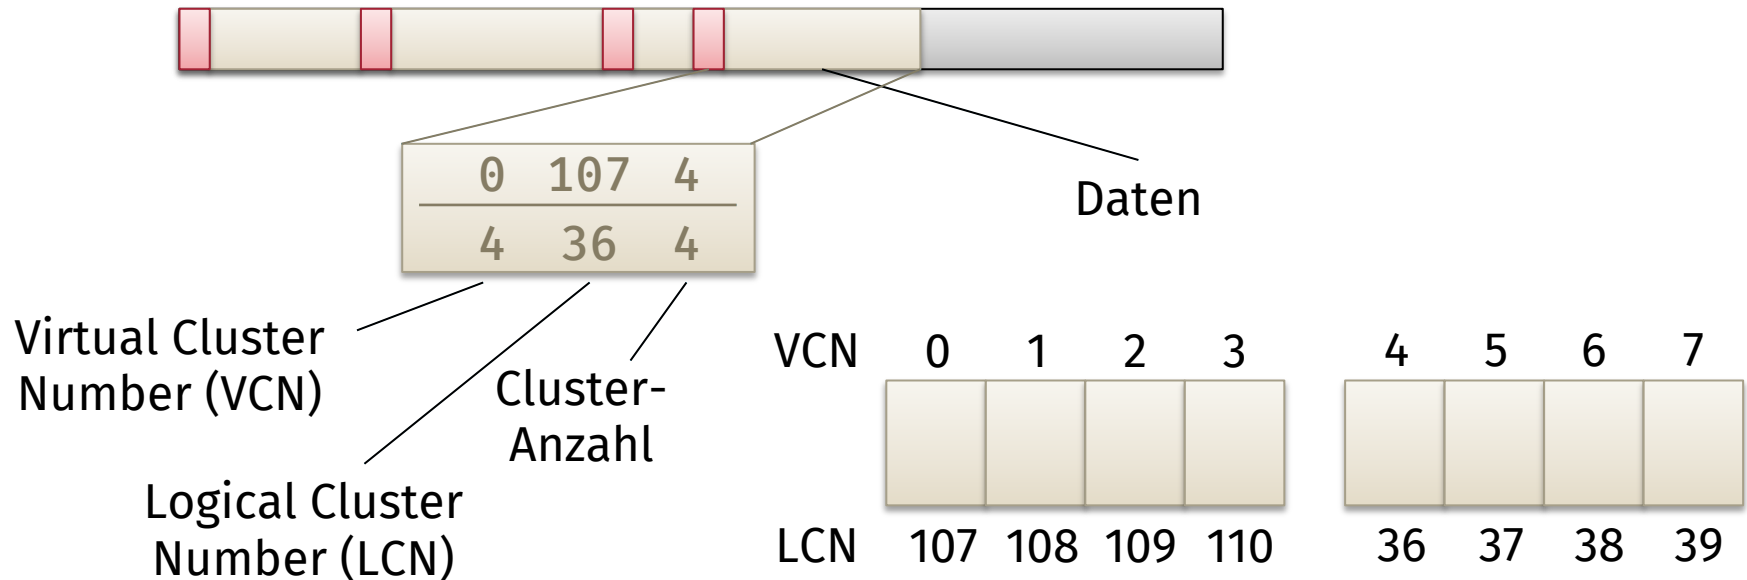 0 107 4
4 36 4
Daten
Virtual Cluster
Number (VCN)
Cluster-
Anzahl
Logical Cluster
Number (LCN)
VCN 0 1 2 3 4 5 6 7
LCN 107 108 109 110 36 37 38 39